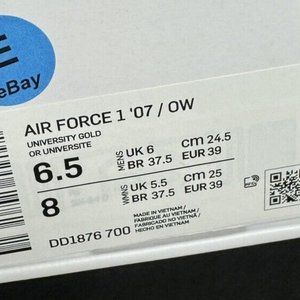 eBay
AIR FORCE 1 '07 / OW
UNIVERSITY GOLD
OR UNIVERSITE
6.5 MENS UK 6 cm 24.5
BR 37.5 EUR 39
8 WMNS UK 5.5 cm 25
BR 37.5 EUR 39
MADE IN VIETNAM /
FABRIQUE AU VIETNAM /
FABRICADO EN / NA /
HECHO EN VIETNAM
DD1876 700